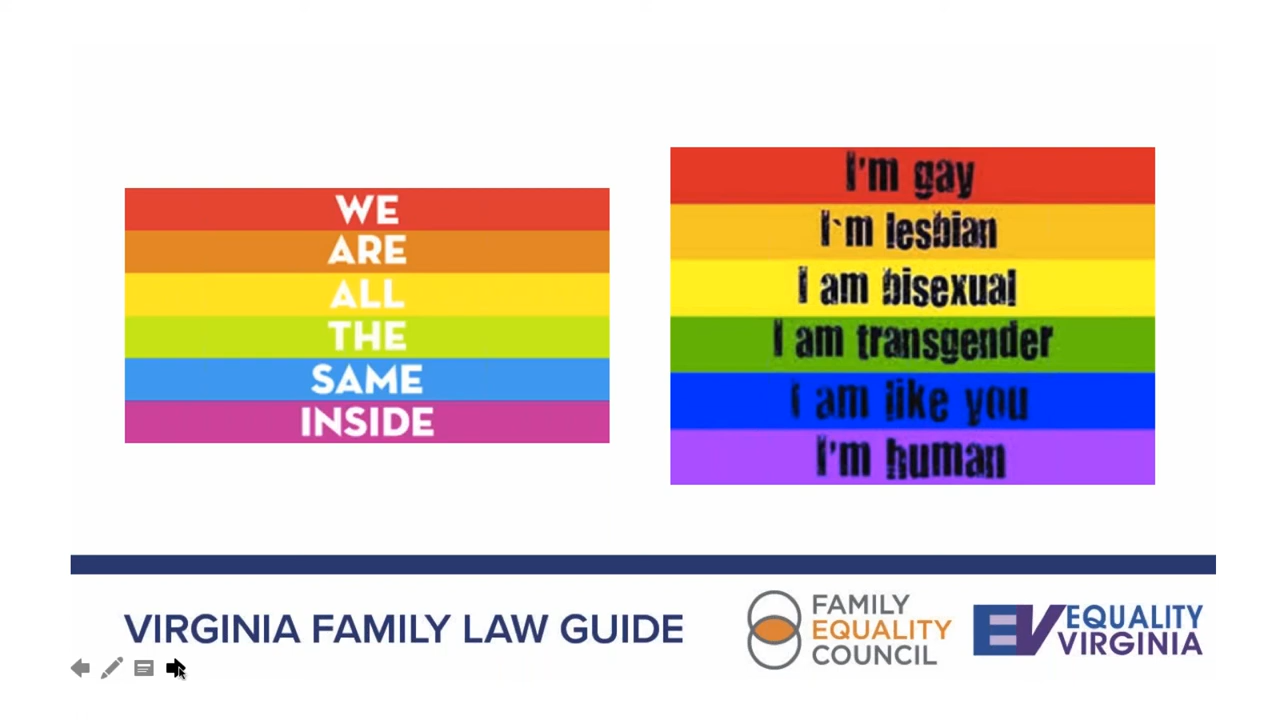 WE
ARE
ALL
THE
SAME
INSIDE
I'm gay
I`m lesbian
I am bisexual
I am transgender
I am like you
I'm human
VIRGINIA FAMILY LAW GUIDE
FAMILY
EQUALITY
COUNCIL
EV EQUALITY
VIRGINIA